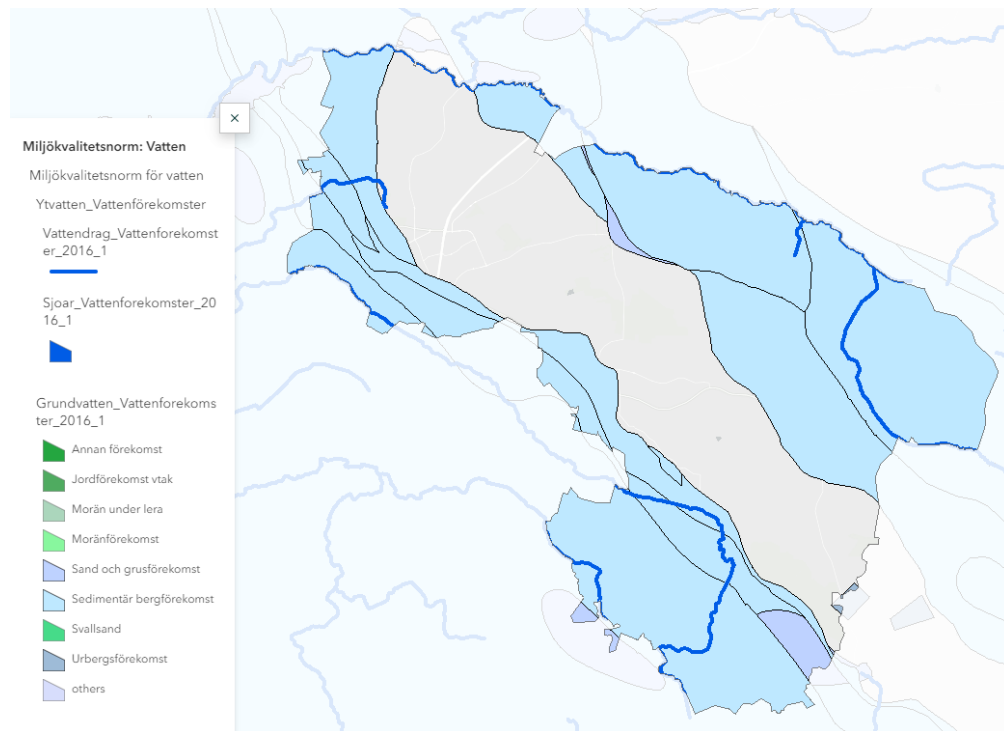 ×
Miljökvalitetsnorm: Vatten
Miljökvalitetsnorm för vatten
Ytvatten_Vattenförekomster
Vattendrag_Vattenforekomst
er_2016_1
Sjoar_Vattenforekomster_20
16_1
Grundvatten_Vattenforekoms
ter_2016_1
Annan förekomst
Jordförekomst vtak
Morän under lera
Moränförekomst
Sand och grusförekomst
Sedimentär bergförekomst
Svallsand
Urbergsförekomst
others